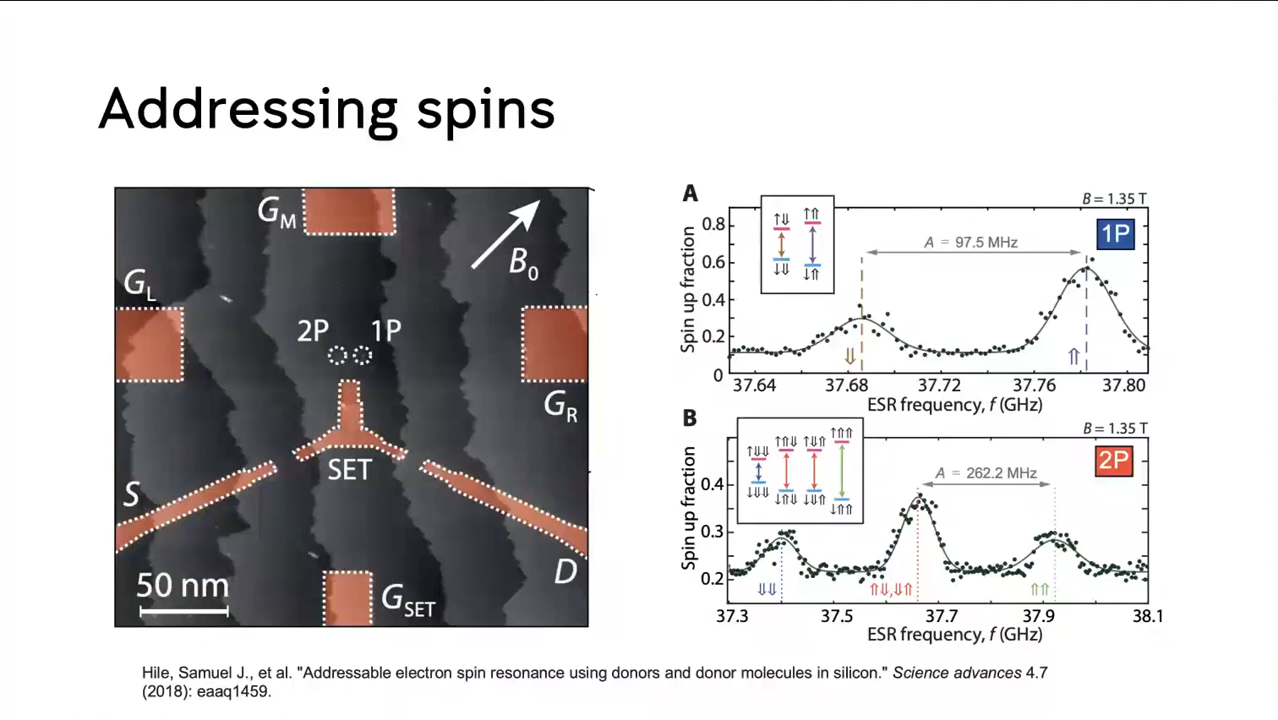 Addressing spins
G_M
B_0
G_L
2P 1P
G_R
SET
S
D
50 nm
G_SET
A
B = 1.35 T
1P
↑⇓ ↑⇑
↓⇓ ↓⇑
A = 97.5 MHz
Spin up fraction
0.8
0.6
0.4
0.2
0
⇓ ⇑
37.64 37.68 37.72 37.76 37.80
ESR frequency, f (GHz)
B
B = 1.35 T
2P
↑⇓⇓ ↑⇑⇓ ↑⇓⇑ ↑⇑⇑
↓⇓⇓ ↓⇑⇓ ↓⇓⇑ ↓⇑⇑
A = 262.2 MHz
Spin up fraction
0.4
0.3
0.2
⇓⇓ ⇑⇓,⇓⇑ ⇑⇑
37.3 37.5 37.7 37.9 38.1
ESR frequency, f (GHz)
Hile, Samuel J., et al. "Addressable electron spin resonance using donors and donor molecules in silicon." Science advances 4.7
(2018): eaaq1459.